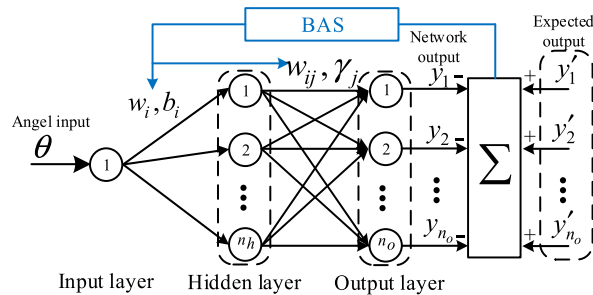 BAS
Network output
Expected output
w_i, b_i
w_{ij}, γ_j
Angel input
θ
1
1
2
n_h
1
2
n_o
y_1 -
y_2 -
y_{n_o} -
Σ
+ y'_1
+ y'_2
+ y'_{n_o}
Input layer
Hidden layer
Output layer